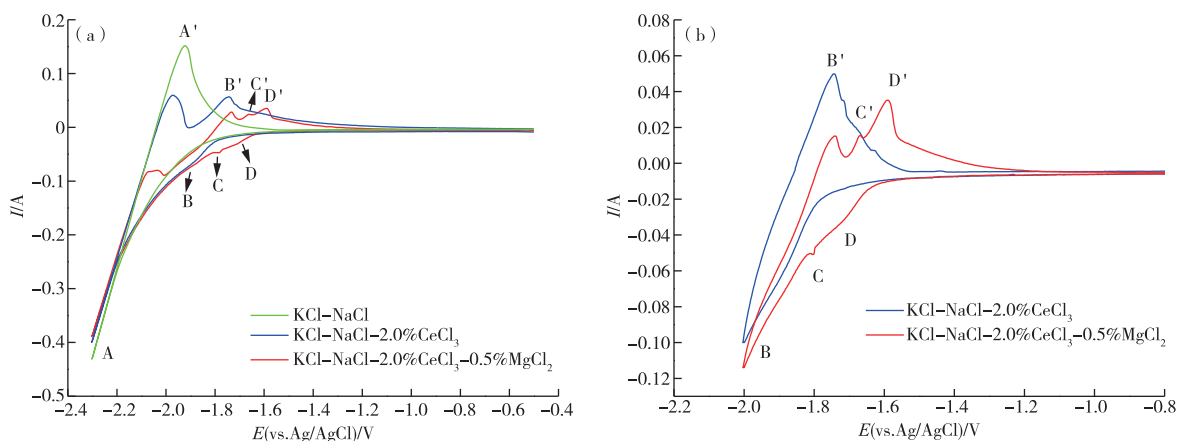 (a)
A'
B'
C'
D'
B
C
D
A
KCl-NaCl
KCl-NaCl-2.0%CeCl₃
KCl-NaCl-2.0%CeCl₃-0.5%MgCl₂
0.2
0.1
0
-0.1
-0.2
-0.3
-0.4
-0.5
I/A
-2.4 -2.2 -2.0 -1.8 -1.6 -1.4 -1.2 -1.0 -0.8 -0.6 -0.4
E(vs.Ag/AgCl)/V
(b)
B'
C'
D'
D
C
B
KCl-NaCl-2.0%CeCl₃
KCl-NaCl-2.0%CeCl₃-0.5%MgCl₂
0.08
0.06
0.04
0.02
0.00
-0.02
-0.04
-0.06
-0.08
-0.10
-0.12
I/A
-2.2 -2.0 -1.8 -1.6 -1.4 -1.2 -1.0 -0.8
E(vs.Ag/AgCl)/V